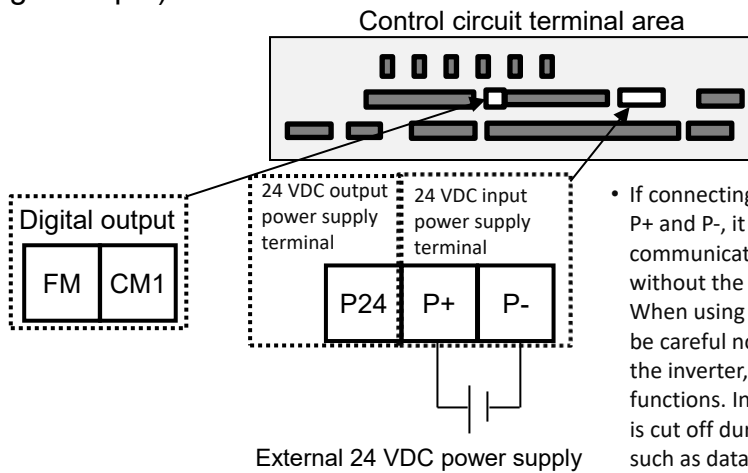 Control circuit terminal area
Digital output
FM CM1
24 VDC output
power supply
terminal
24 VDC input
power supply
terminal
P24 P+ P-
External 24 VDC power supply
• If connecting
P+ and P-, it
communicat
without the
When using
be careful no
the inverter,
functions. In
is cut off dur
such as data